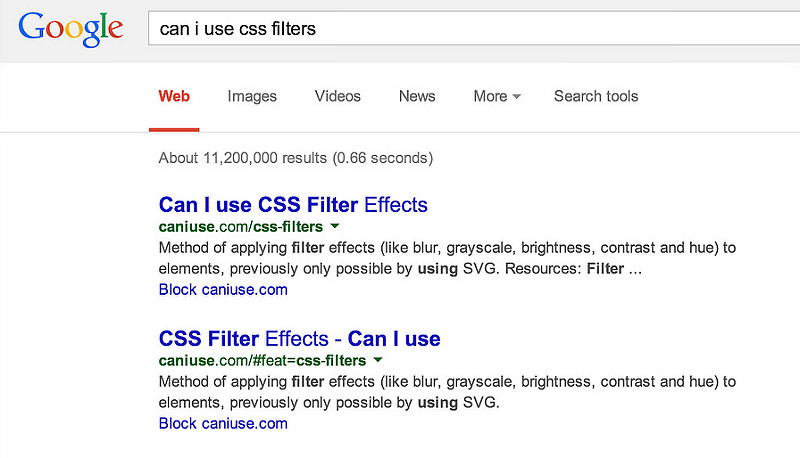 Google
can i use css filters
Web Images Videos News More Search tools
About 11,200,000 results (0.66 seconds)
Can I use CSS Filter Effects
caniuse.com/css-filters
Method of applying filter effects (like blur, grayscale, brightness, contrast and hue) to
elements, previously only possible by using SVG. Resources: Filter ...
Block caniuse.com
CSS Filter Effects - Can I use
caniuse.com/#feat=css-filters
Method of applying filter effects (like blur, grayscale, brightness, contrast and hue) to
elements, previously only possible by using SVG.
Block caniuse.com